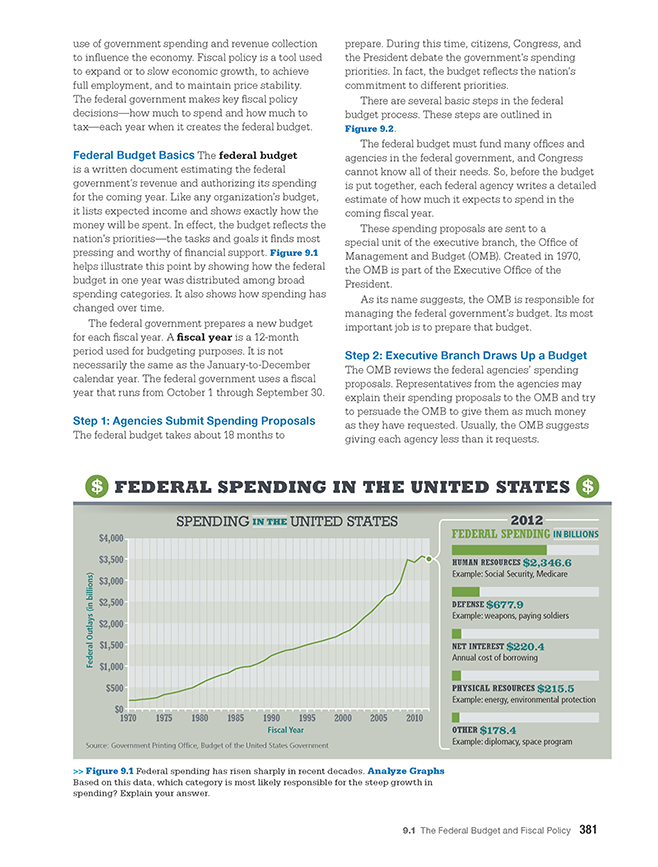 use of government spending and revenue collection
to influence the economy. Fiscal policy is a tool used
to expand or to slow economic growth, to achieve
full employment, and to maintain price stability.
The federal government makes key fiscal policy
decisions—how much to spend and how much to
tax—each year when it creates the federal budget.
Federal Budget Basics The federal budget
is a written document estimating the federal
government's revenue and authorizing its spending
for the coming year. Like any organization's budget,
it lists expected income and shows exactly how the
money will be spent. In effect, the budget reflects the
nation's priorities—the tasks and goals it finds most
pressing and worthy of financial support. Figure 9.1
helps illustrate this point by showing how the federal
budget in one year was distributed among broad
spending categories. It also shows how spending has
changed over time.
The federal government prepares a new budget
for each fiscal year. A fiscal year is a 12-month
period used for budgeting purposes. It is not
necessarily the same as the January-to-December
calendar year. The federal government uses a fiscal
year that runs from October 1 through September 30.
Step 1: Agencies Submit Spending Proposals
The federal budget takes about 18 months to
prepare. During this time, citizens, Congress, and
the President debate the government's spending
priorities. In fact, the budget reflects the nation's
commitment to different priorities.
There are several basic steps in the federal
budget process. These steps are outlined in
Figure 9.2.
The federal budget must fund many offices and
agencies in the federal government, and Congress
cannot know all of their needs. So, before the budget
is put together, each federal agency writes a detailed
estimate of how much it expects to spend in the
coming fiscal year.
These spending proposals are sent to a
special unit of the executive branch, the Office of
Management and Budget (OMB). Created in 1970,
the OMB is part of the Executive Office of the
President.
As its name suggests, the OMB is responsible for
managing the federal government's budget. Its most
important job is to prepare that budget.
Step 2: Executive Branch Draws Up a Budget
The OMB reviews the federal agencies' spending
proposals. Representatives from the agencies may
explain their spending proposals to the OMB and try
to persuade the OMB to give them as much money
as they have requested. Usually, the OMB suggests
giving each agency less than it requests.
$ FEDERAL SPENDING IN THE UNITED STATES $
SPENDING IN THE UNITED STATES
Federal Outlays (in billions)
$4,000
$3,500
$3,000
$2,500
$2,000
$1,500
$1,000
$500
$0
1970 1975 1980 1985 1990 1995 2000 2005 2010
Fiscal Year
Source: Government Printing Office, Budget of the United States Government
2012
FEDERAL SPENDING IN BILLIONS
HUMAN RESOURCES $2,346.6
Example: Social Security, Medicare
DEFENSE $677.9
Example: weapons, paying soldiers
NET INTEREST $220.4
Annual cost of borrowing
PHYSICAL RESOURCES $215.5
Example: energy, environmental protection
OTHER $178.4
Example: diplomacy, space program
>> Figure 9.1 Federal spending has risen sharply in recent decades. Analyze Graphs
Based on this data, which category is most likely responsible for the steep growth in
spending? Explain your answer.
9.1 The Federal Budget and Fiscal Policy 381